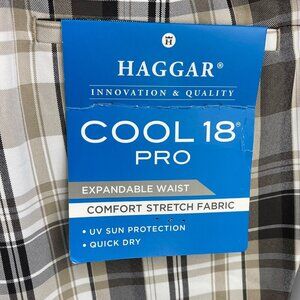 H
HAGGAR®
INNOVATION & QUALITY
COOL 18®
PRO
EXPANDABLE WAIST
COMFORT STRETCH FABRIC
• UV SUN PROTECTION
• QUICK DRY